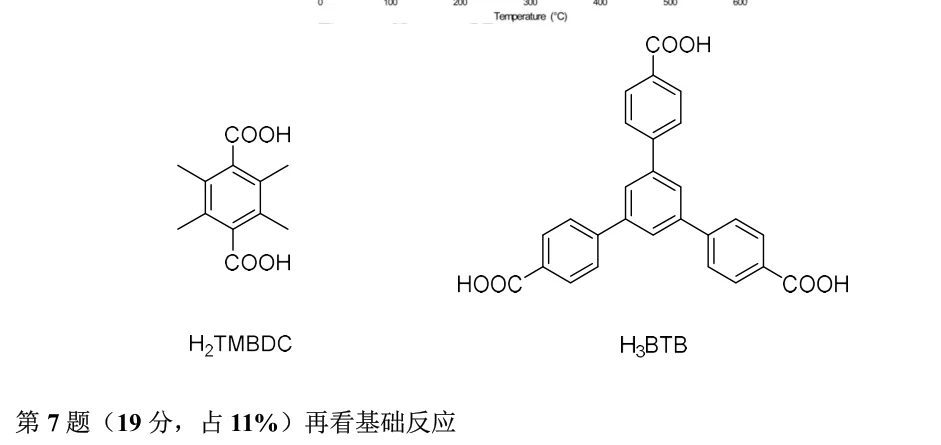 0 100 200 300 400 500 600
Temperature (°C)
COOH
COOH
COOH
HOOC COOH
H₂TMBDC H₃BTB
第 7 题（19 分，占 11%）再看基础反应